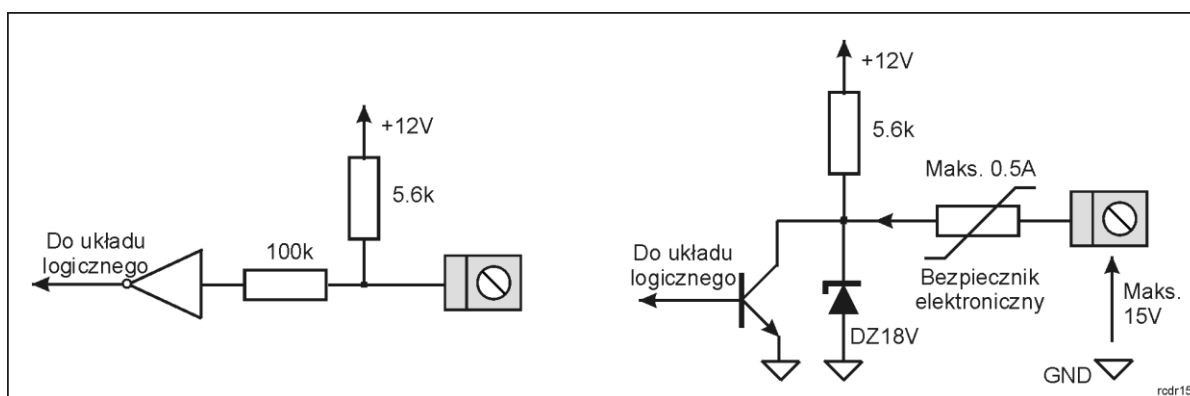 +12V
5.6k
Do układu
logicznego
100k
+12V
5.6k
Maks. 0.5A
Do układu
logicznego
Bezpiecznik
elektroniczny
DZ18V
Maks.
15V
GND
rcdr15